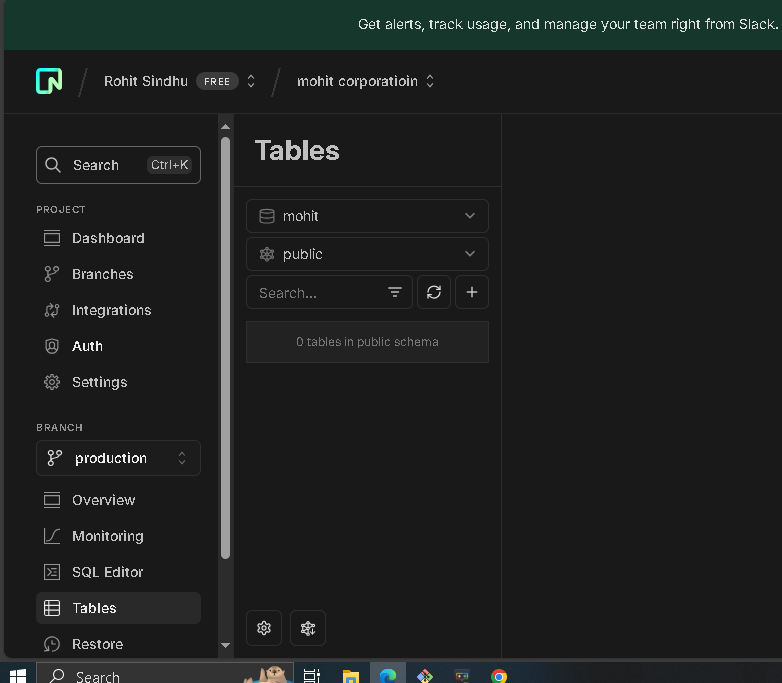 Get alerts, track usage, and manage your team right from Slack.
Rohit Sindhu FREE mohit corporatioin
Search Ctrl+K
PROJECT
Dashboard
Branches
Integrations
Auth
Settings
BRANCH
production
Overview
Monitoring
SQL Editor
Tables
Restore
Tables
mohit
public
Search...
0 tables in public schema
Search